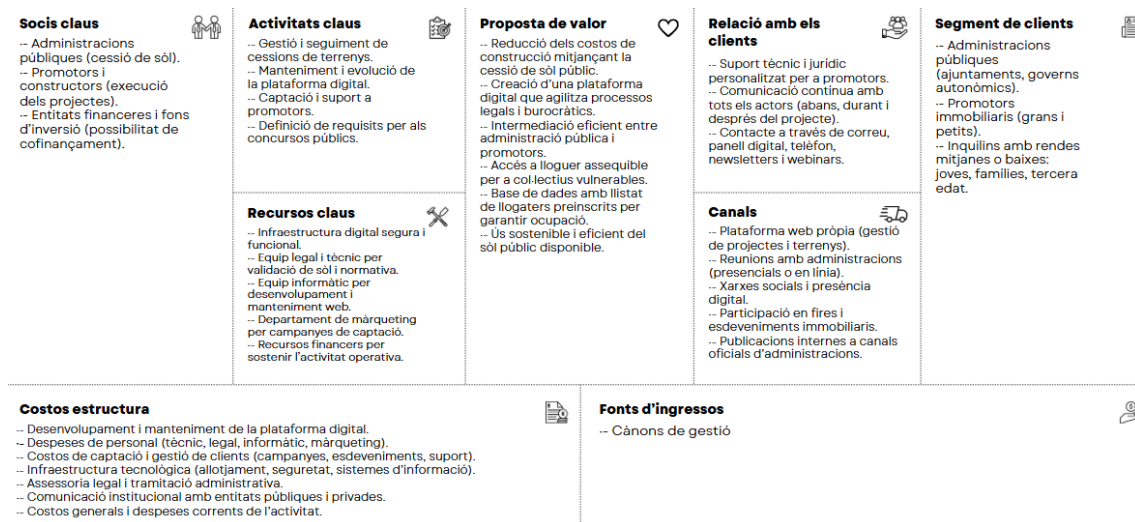 Socis claus
-- Administracions
públiques (cessió de sòl).
-- Promotors i
constructors (execució
dels projectes).
-- Entitats financeres i fons
d'inversió (possibilitat de
cofinançament).
Activitats claus
-- Gestió i seguiment de
cessions de terrenys.
-- Manteniment i evolució de
la plataforma digital.
-- Captació i suport a
promotors.
-- Definició de requisits per als
concursos públics.
Recursos claus
-- Infraestructura digital segura i
funcional.
-- Equip legal i tècnic per
validació de sòl i normativa.
-- Equip informàtic per
desenvolupament i
manteniment web.
-- Departament de màrqueting
per campanyes de captació.
-- Recursos financers per
sostenir l'activitat operativa.
Proposta de valor
-- Reducció dels costos de
construcció mitjançant la
cessió de sòl públic.
-- Creació d'una plataforma
digital que agilitza processos
legals i burocràtics.
-- Intermediació eficient entre
administració pública i
promotors.
-- Accés a lloguer assequible
per a col·lectius vulnerables.
-- Base de dades amb llistat
de llogaters preinscrits per
garantir ocupació.
-- Ús sostenible i eficient del
sòl públic disponible.
Relació amb els
clients
-- Suport tècnic i jurídic
personalitzat per a promotors.
-- Comunicació contínua amb
tots els actors (abans, durant i
després del projecte).
-- Contacte a través de correu,
panell digital, telèfon,
newsletters i webinars.
Canals
-- Plataforma web pròpia (gestió
de projectes i terrenys).
-- Reunions amb administracions
(presencials o en línia).
-- Xarxes socials i presència
digital.
-- Participació en fires i
esdeveniments immobiliaris.
-- Publicacions internes a canals
oficials d'administracions.
Segment de clients
-- Administracions
públiques
(ajuntaments, governs
autonòmics).
-- Promotors
immobiliaris (grans i
petits).
-- Inquilins amb rendes
mitjanes o baixes:
joves, famílies, tercera
edat.
Costos estructura
-- Desenvolupament i manteniment de la plataforma digital.
-- Despeses de personal (tècnic, legal, informàtic, màrqueting).
-- Costos de captació i gestió de clients (campanyes, esdeveniments, suport).
-- Infraestructura tecnològica (allotjament, seguretat, sistemes d'informació).
-- Assessoria legal i tramitació administrativa.
-- Comunicació institucional amb entitats públiques i privades.
-- Costos generals i despeses corrents de l'activitat.
Fonts d'ingressos
-- Cànons de gestió